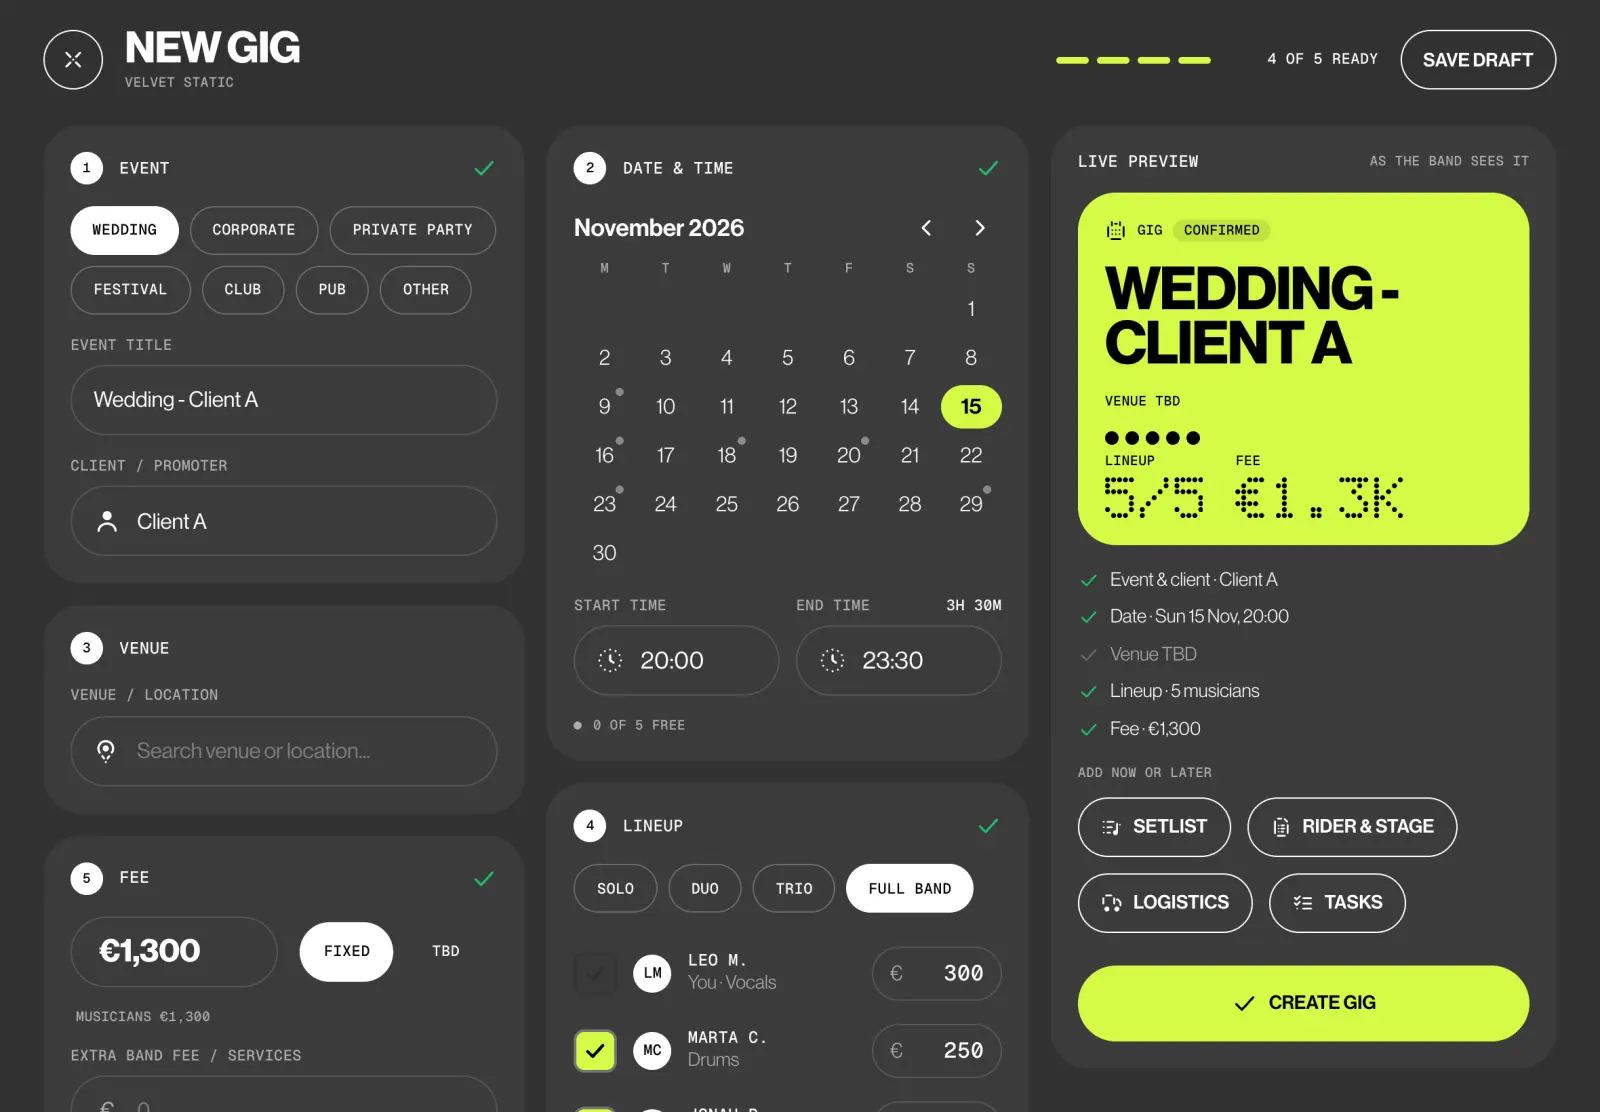 NEW GIG
VELVET STATIC
4 OF 5 READY
SAVE DRAFT
1 EVENT
WEDDING CORPORATE PRIVATE PARTY
FESTIVAL CLUB PUB OTHER
EVENT TITLE
Wedding - Client A
CLIENT / PROMOTER
Client A
3 VENUE
VENUE / LOCATION
Search venue or location...
5 FEE
€1,300 FIXED TBD
MUSICIANS €1,300
EXTRA BAND FEE / SERVICES
€ 0
2 DATE & TIME
November 2026
M T W T F S S
1
2 3 4 5 6 7 8
9 10 11 12 13 14 15
16 17 18 19 20 21 22
23 24 25 26 27 28 29
30
START TIME END TIME 3H 30M
20:00 23:30
0 OF 5 FREE
4 LINEUP
SOLO DUO TRIO FULL BAND
LM LEO M. € 300
You · Vocals
MC MARTA C. € 250
Drums
LIVE PREVIEW AS THE BAND SEES IT
GIG CONFIRMED
WEDDING -
CLIENT A
VENUE TBD
LINEUP FEE
5/5 €1.3K
Event & client · Client A
Date · Sun 15 Nov, 20:00
Venue TBD
Lineup · 5 musicians
Fee · €1,300
ADD NOW OR LATER
SETLIST RIDER & STAGE
LOGISTICS TASKS
CREATE GIG